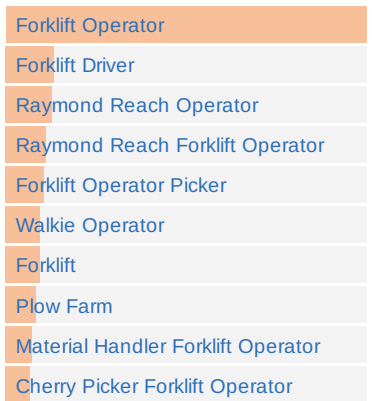 Forklift Operator
Forklift Driver
Raymond Reach Operator
Raymond Reach Forklift Operator
Forklift Operator Picker
Walkie Operator
Forklift
Plow Farm
Material Handler Forklift Operator
Cherry Picker Forklift Operator